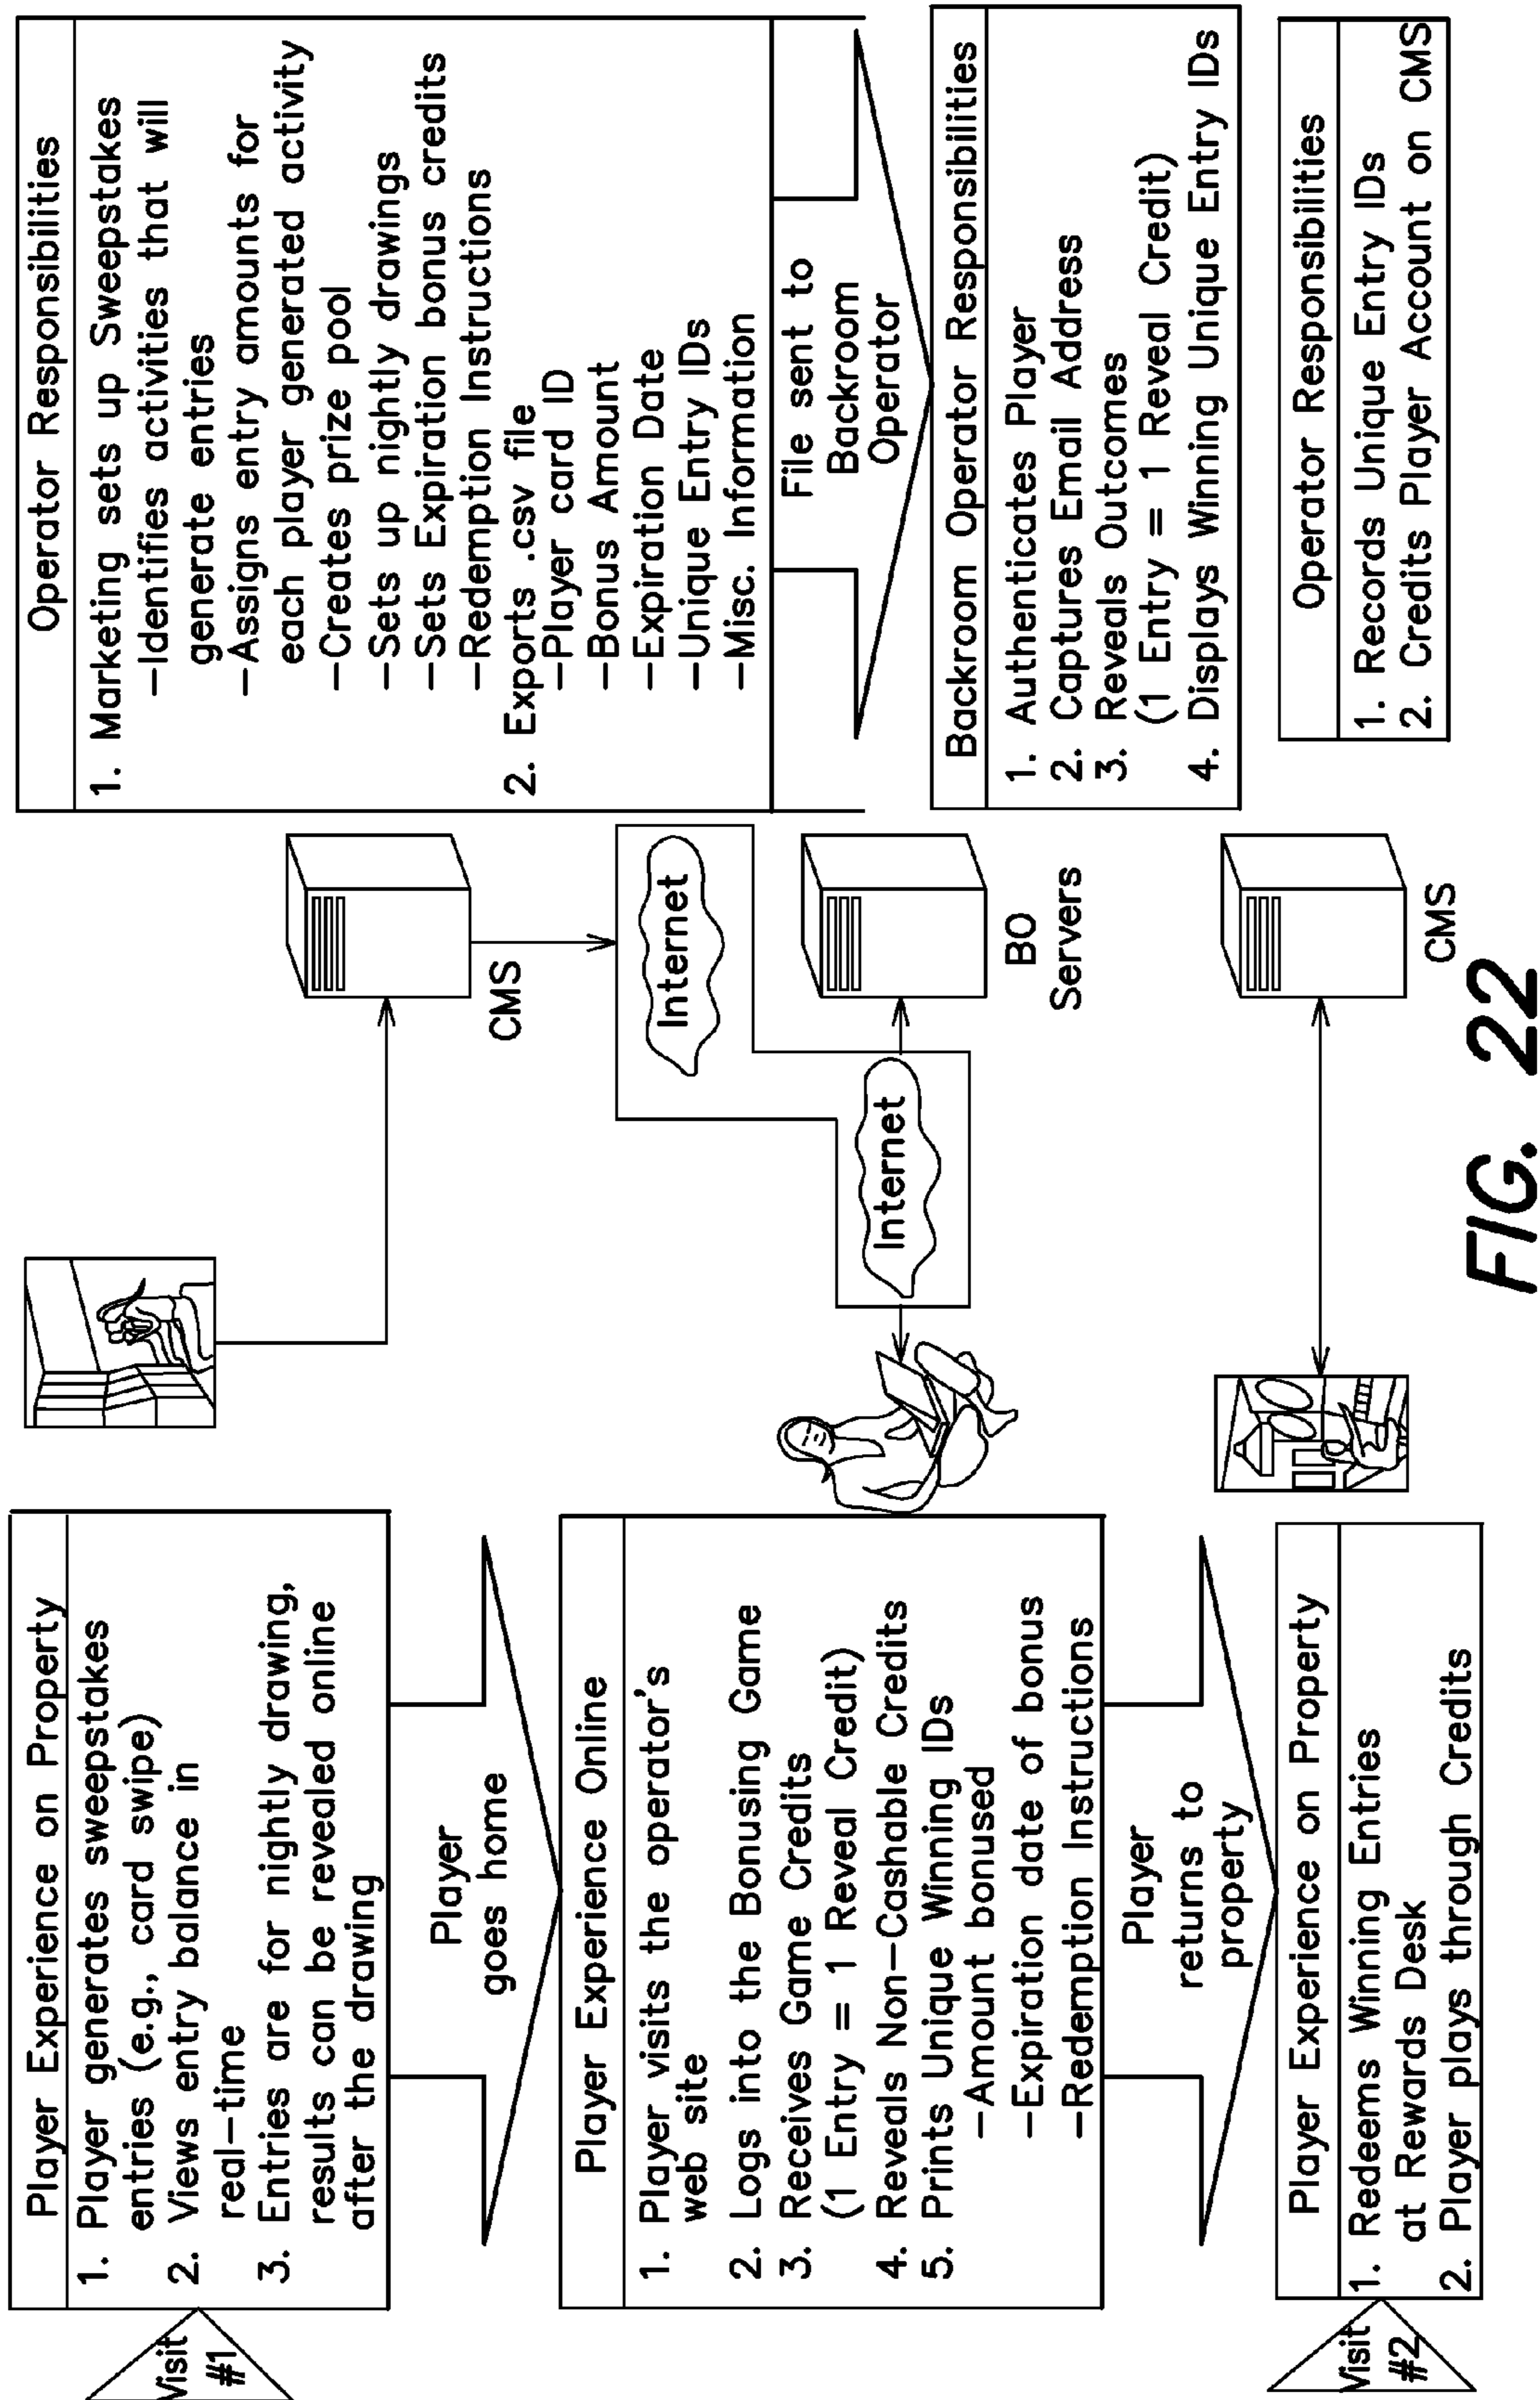 Visit
#1
Player Experience on Property
1. Player generates sweepstakes
entries (e.g., card swipe)
2. Views entry balance in
real-time
3. Entries are for nightly drawing,
results can be revealed online
after the drawing
Player
goes home
Player Experience Online
1. Player visits the operator's
web site
2. Logs into the Bonusing Game
3. Receives Game Credits
(1 Entry = 1 Reveal Credit)
4. Reveals Non-Cashable Credits
5. Prints Unique Winning IDs
-Amount bonused
-Expiration date of bonus
-Redemption Instructions
Player
returns to
property
Visit
#2
Player Experience on Property
1. Redeems Winning Entries
at Rewards Desk
2. Player plays through Credits
CMS
Internet
Internet
BO
Servers
CMS
Operator Responsibilities
1. Marketing sets up Sweepstakes
-Identifies activities that will
generate entries
-Assigns entry amounts for
each player generated activity
-Creates prize pool
-Sets up nightly drawings
-Sets Expiration bonus credits
-Redemption Instructions
2. Exports .csv file
-Player card ID
-Bonus Amount
-Expiration Date
-Unique Entry IDs
-Misc. Information
File sent to
Backroom
Operator
Backroom Operator Responsibilities
1. Authenticates Player
2. Captures Email Address
3. Reveals Outcomes
(1 Entry = 1 Reveal Credit)
4. Displays Winning Unique Entry IDs
Operator Responsibilities
1. Records Unique Entry IDs
2. Credits Player Account on CMS
FIG. 22